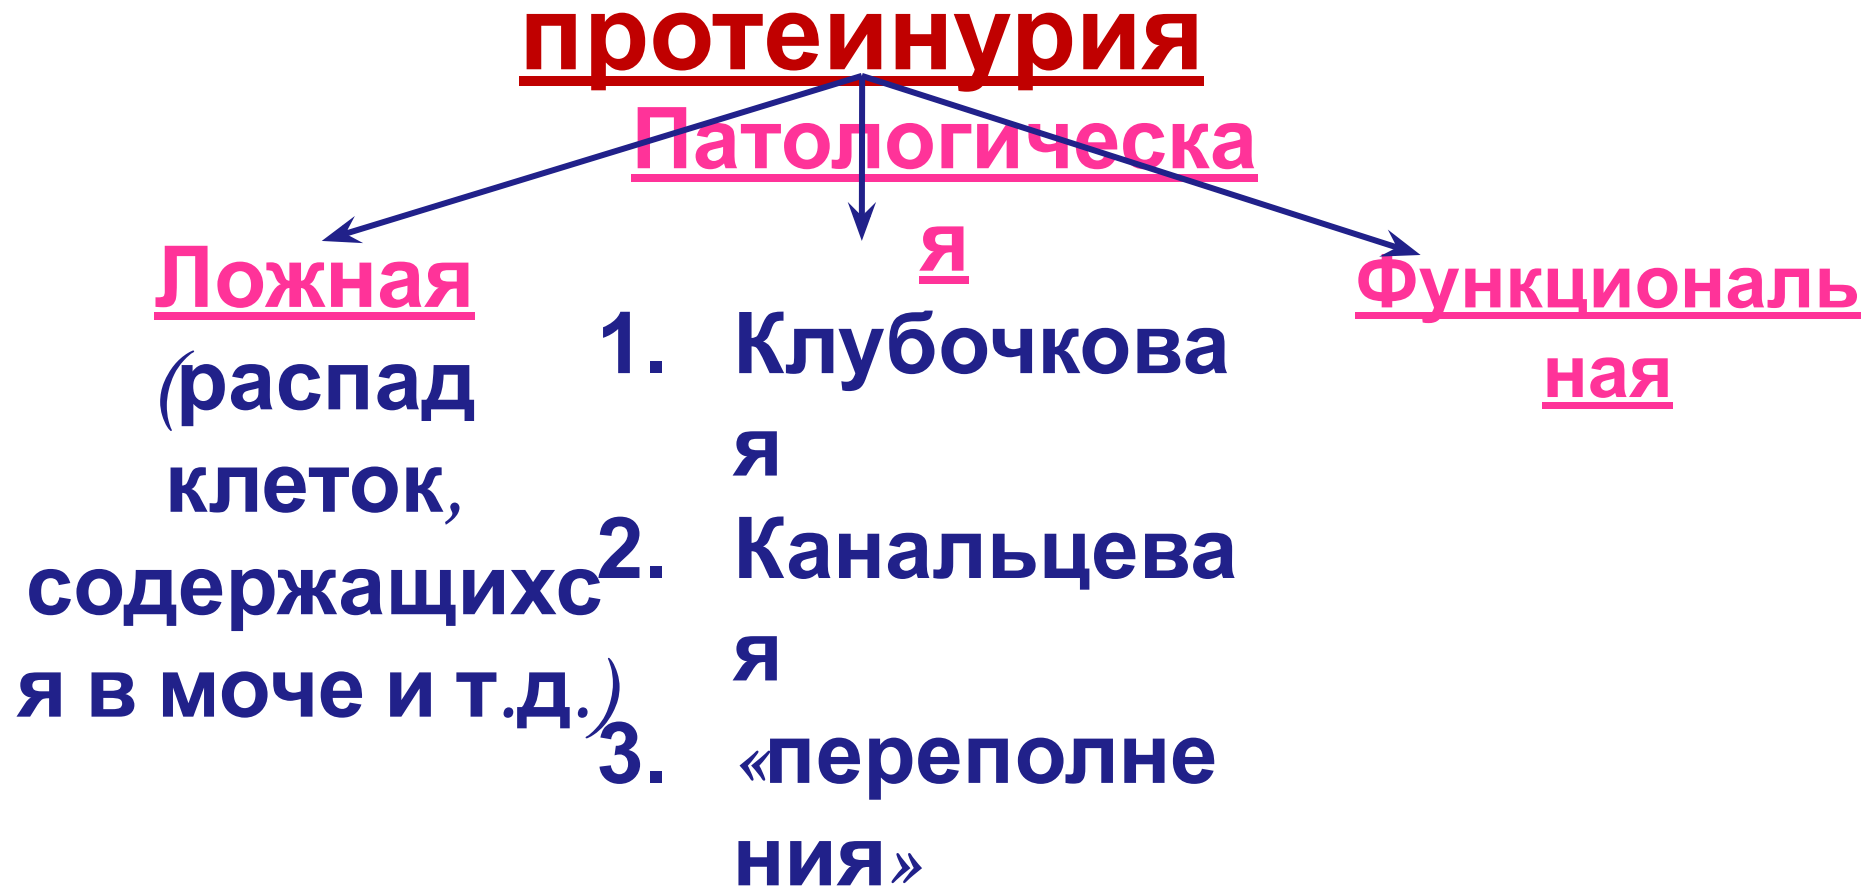 протеинурия
Ложная
(распад
клеток,
содержащихс
я в моче и т.д.)
Патологическа
я
1. Клубочкова
я
2. Канальцева
я
3. «переполне
ния»
Функциональ
ная